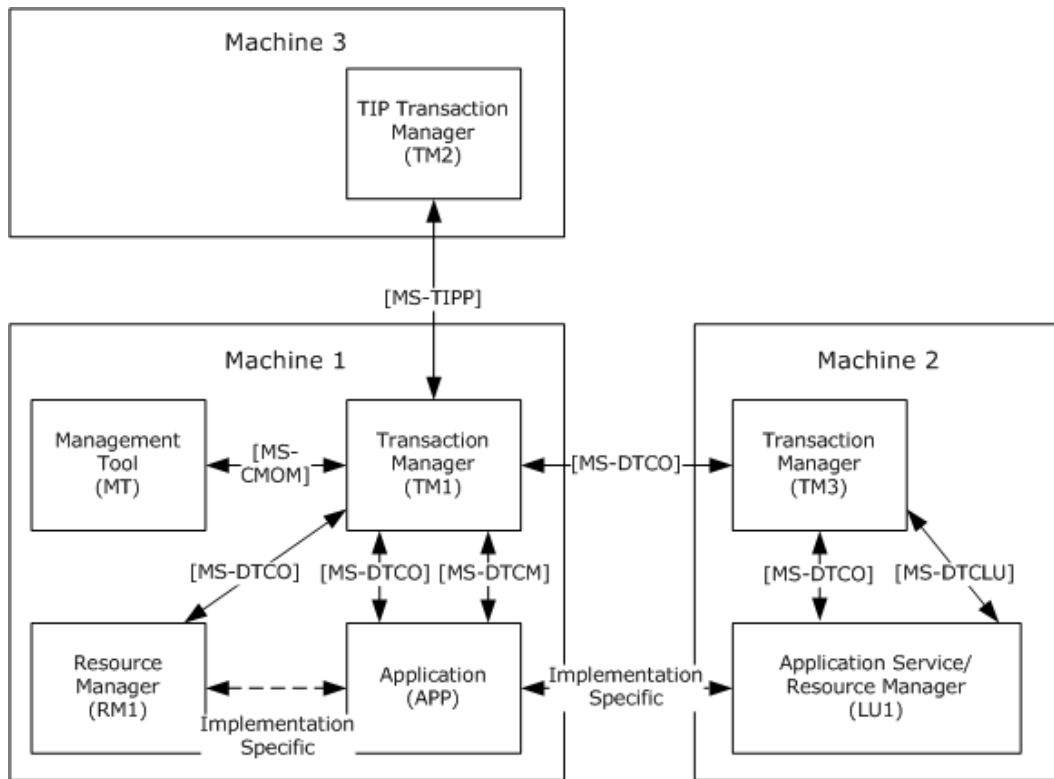 Machine 3
TIP Transaction
Manager
(TM2)
[MS-TIPP]
Machine 1
Management
Tool
(MT)
[MS-
CMOM]
Transaction
Manager
(TM1)
[MS-DTCO]
[MS-DTCO]
[MS-DTCO]
[MS-DTCM]
Resource
Manager
(RM1)
Implementation
Specific
Application
(APP)
Implementation
Specific
Machine 2
Transaction
Manager
(TM3)
[MS-DTCO]
[MS-DTCLU]
Application Service/
Resource Manager
(LU1)